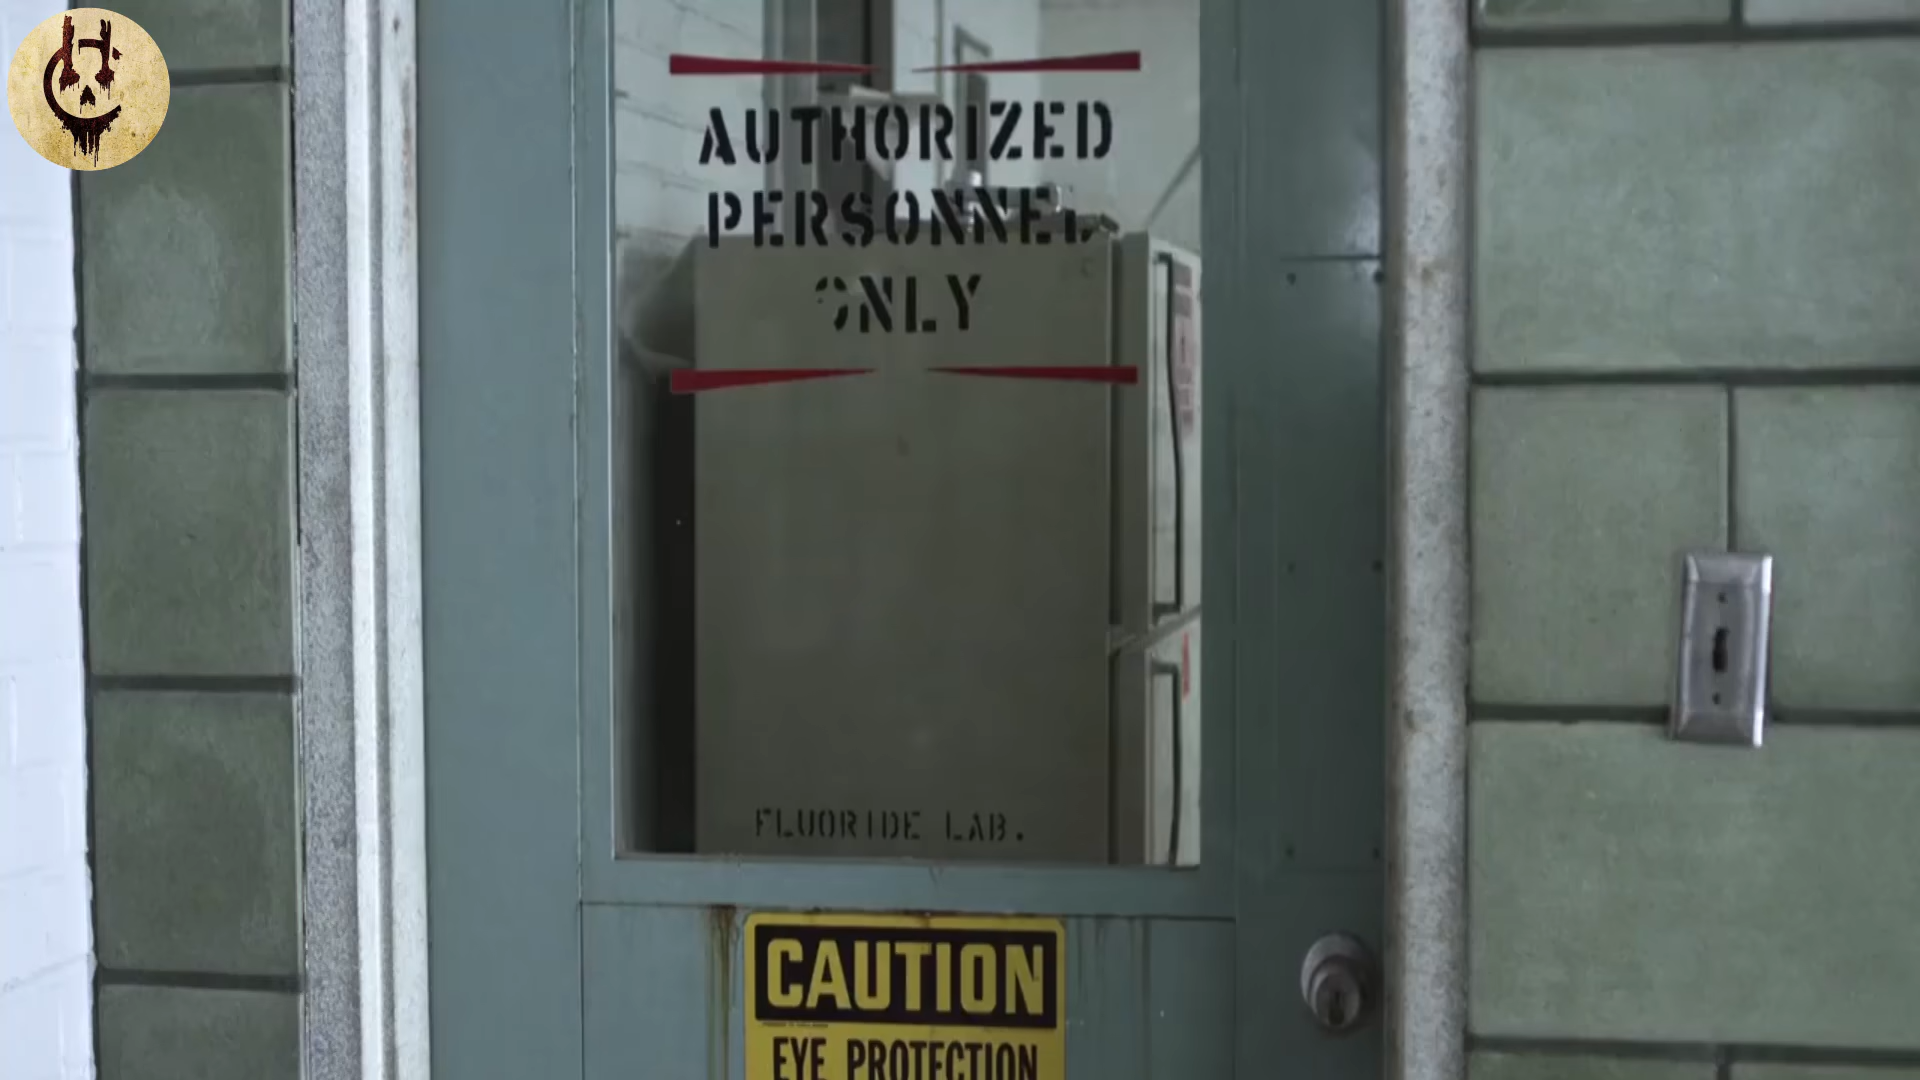 AUTHORIZED
PERSONNEL
ONLY
FLUORIDE LAB.
CAUTION
EYE PROTECTION